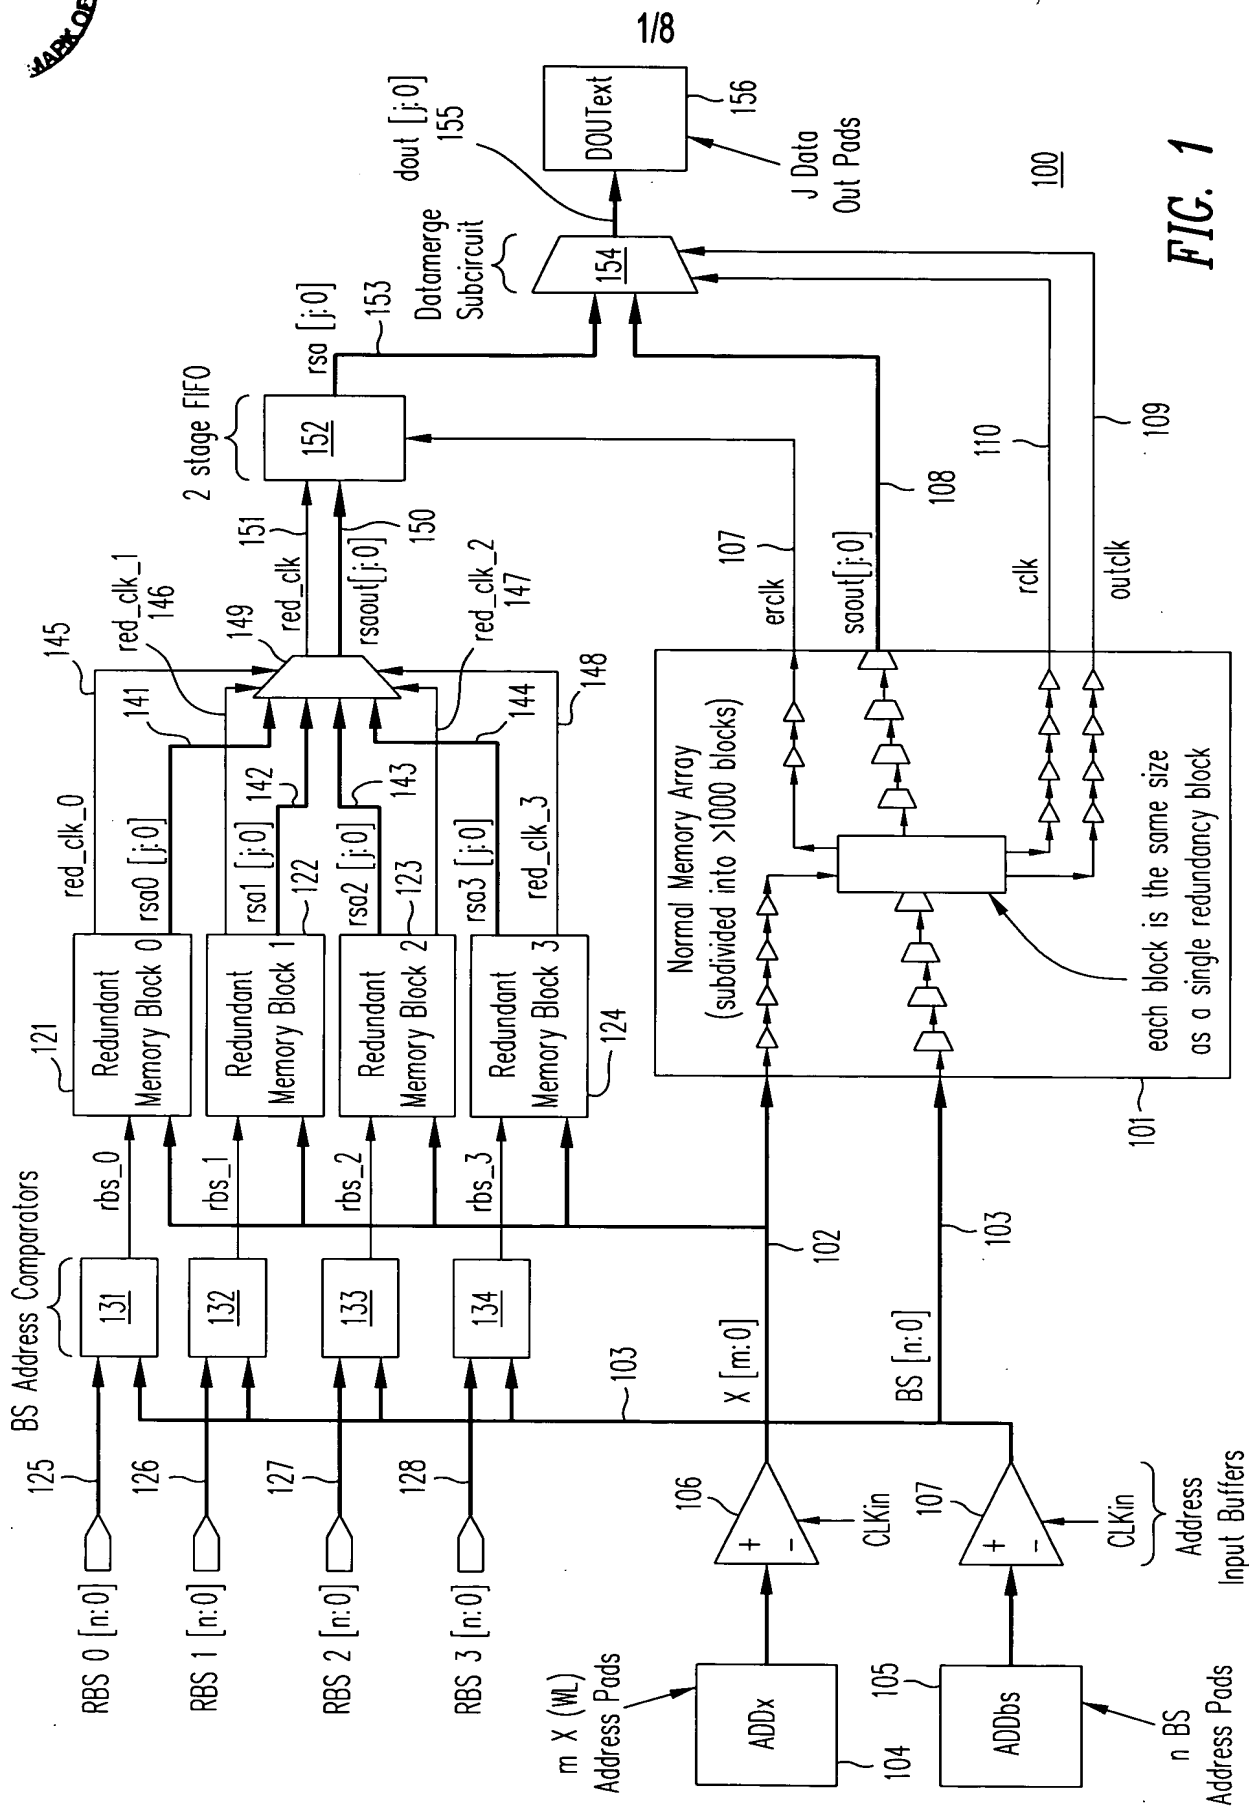 MARK OF
1/8
BS Address Comparators
RBS 0 [n:0]
125
131
rbs_0
121
Redundant
Memory Block 0
red_clk_0
145
rsa0 [j:0]
141
red_clk_1
146
RBS 1 [n:0]
126
132
rbs_1
Redundant
Memory Block 1
rsa1 [j:0]
122
142
149
red_clk
151
2 stage FIFO
152
rsa [j:0]
153
RBS 2 [n:0]
127
133
rbs_2
Redundant
Memory Block 2
rsa2 [j:0]
123
143
rsaout[j:0]
150
RBS 3 [n:0]
128
134
rbs_3
Redundant
Memory Block 3
124
rsa3 [j:0]
red_clk_3
144
148
red_clk_2
147
Datamerge
Subcircuit
154
dout [j:0]
155
DOUText
156
J Data
Out Pads
103
m X (WL)
Address Pads
ADDx
104
106
+
-
CLKin
X [m:0]
102
Normal Memory Array
(subdivided into >1000 blocks)
erclk
107
saout[j:0]
108
105
ADDbs
n BS
Address Pads
107
+
-
CLKin
Address
Input Buffers
BS [n:0]
103
101
each block is the same size
as a single redundancy block
rclk
110
outclk
109
100
FIG. 1